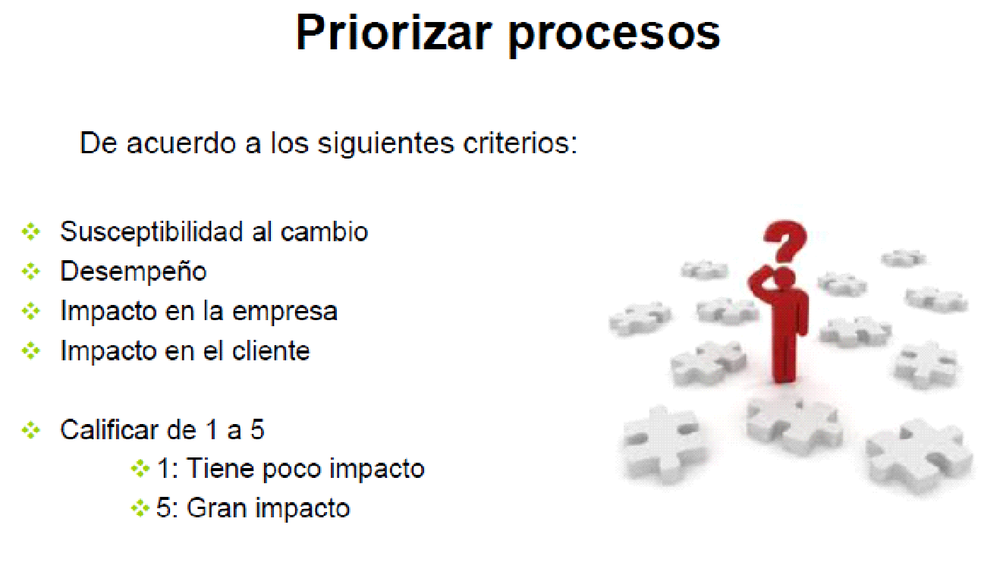 Priorizar procesos
De acuerdo a los siguientes criterios:
Susceptibilidad al cambio
Desempeño
Impacto en la empresa
Impacto en el cliente
Calificar de 1 a 5
1: Tiene poco impacto
5: Gran impacto